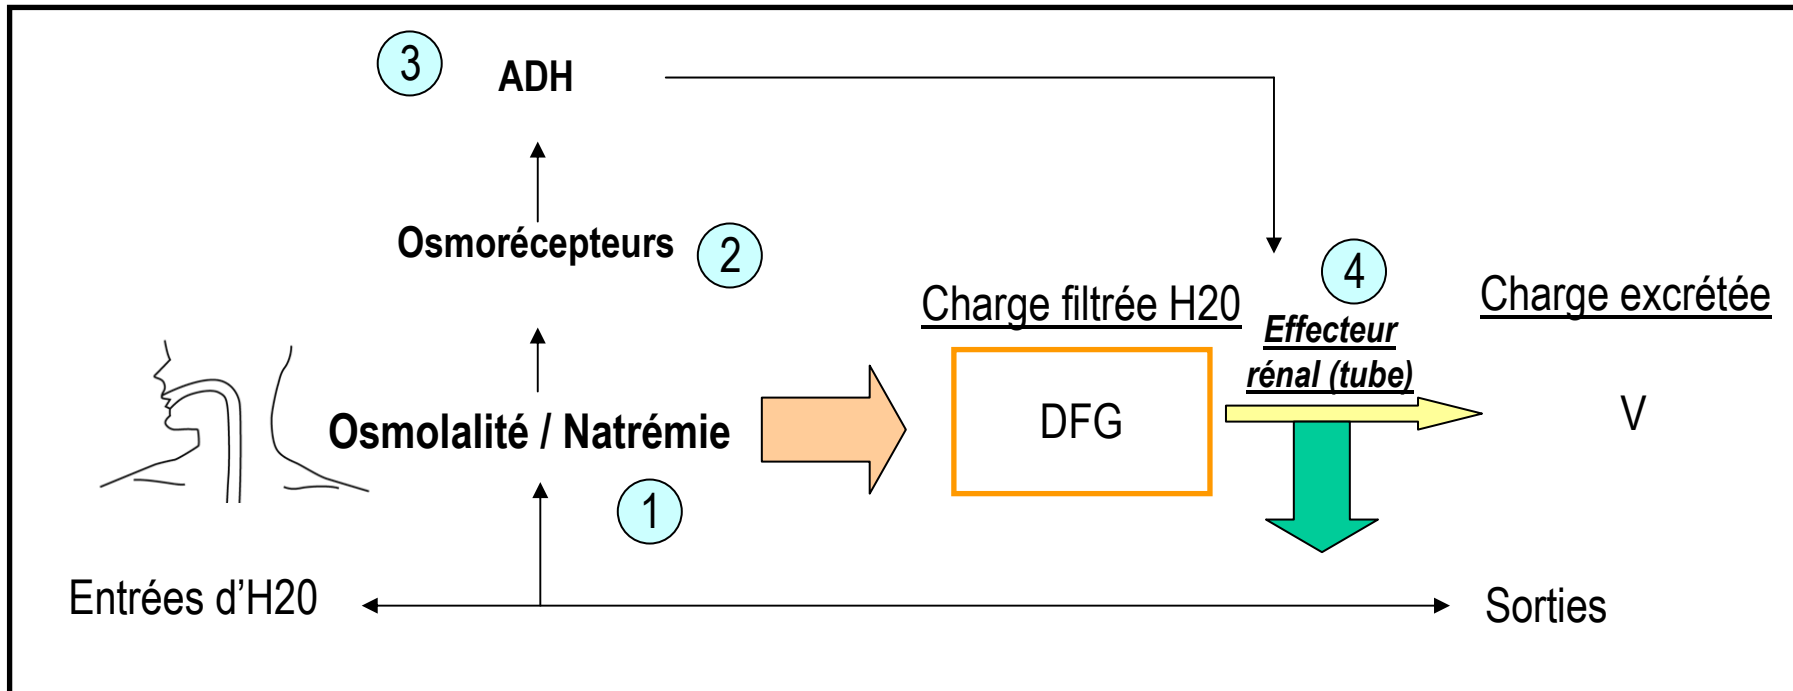 3
ADH
Osmorécepteurs
2
4
Charge filtrée H20
Charge excrétée
Effecteur
rénal (tube)
Osmolalité / Natrémie
DFG
V
1
Entrées d'H20
Sorties